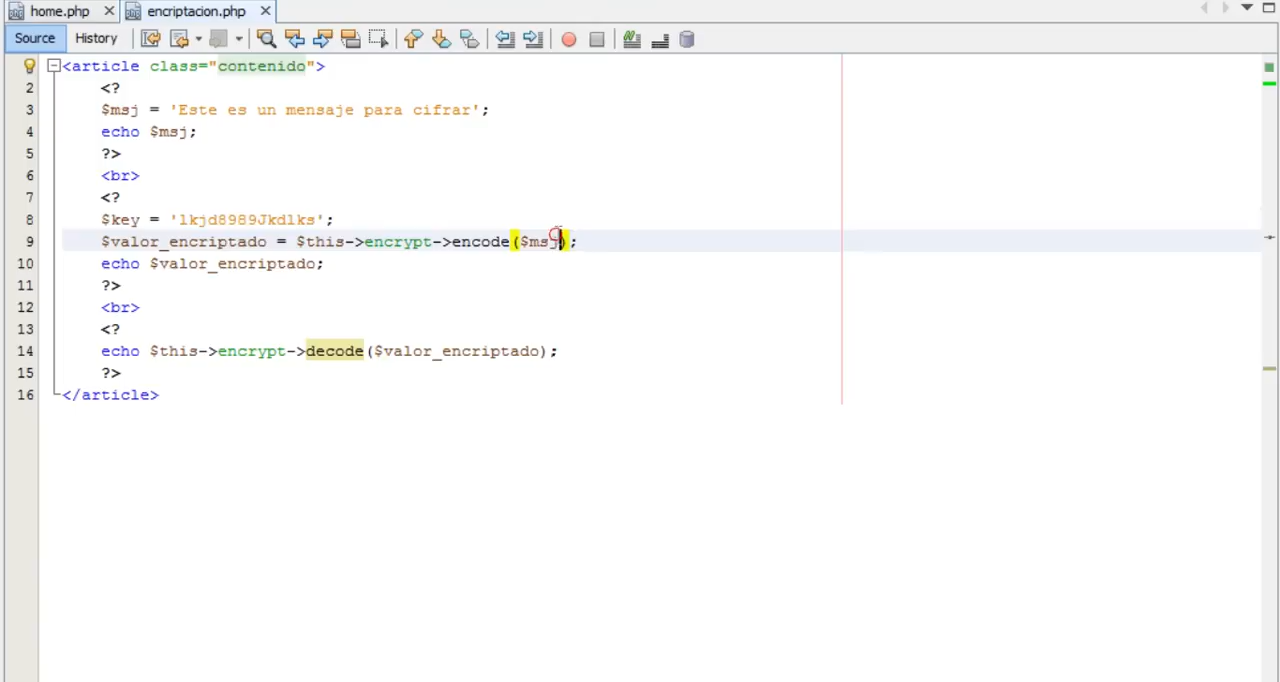 home.php encriptacion.php
Source History
<article class="contenido">
2 <?
3 $msj = 'Este es un mensaje para cifrar';
4 echo $msj;
5 ?>
6 <br>
7 <?
8 $key = 'lkjd8989Jkdlks';
9 $valor_encriptado = $this->encrypt->encode($msj);
10 echo $valor_encriptado;
11 ?>
12 <br>
13 <?
14 echo $this->encrypt->decode($valor_encriptado);
15 ?>
16 </article>